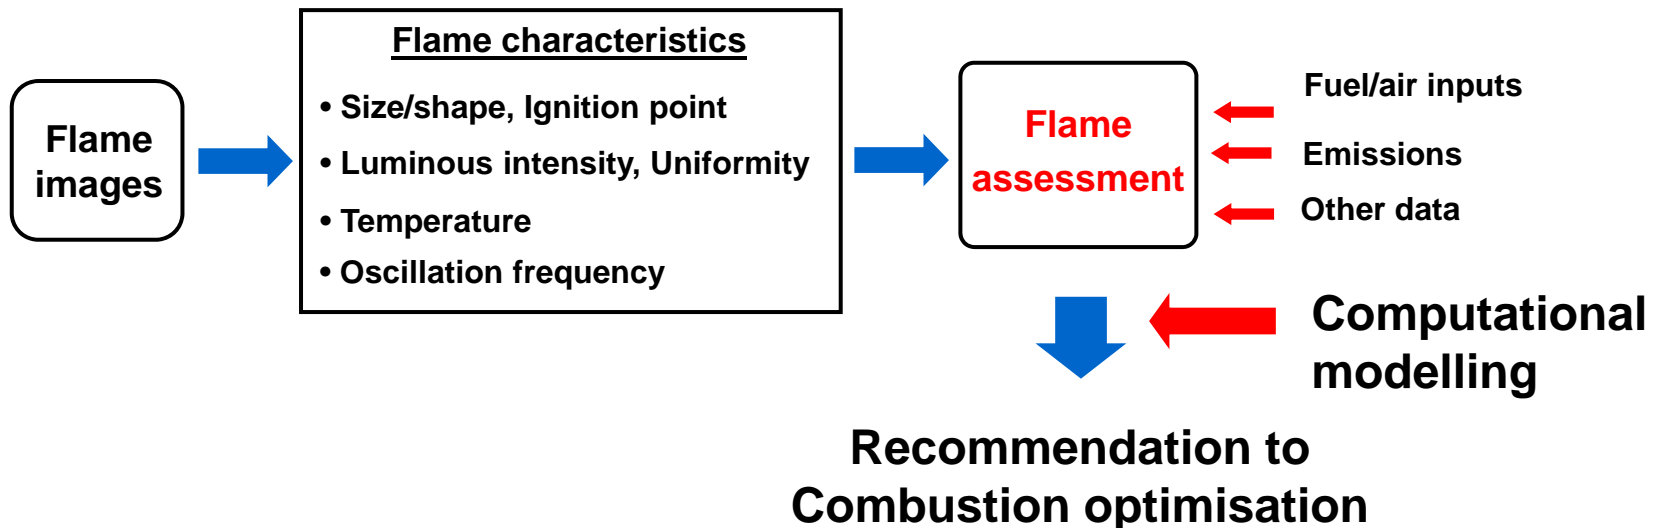 Flame
images
Flame characteristics
• Size/shape, Ignition point
• Luminous intensity, Uniformity
• Temperature
• Oscillation frequency
Flame
assessment
Fuel/air inputs
Emissions
Other data
Computational
modelling
Recommendation to
Combustion optimisation